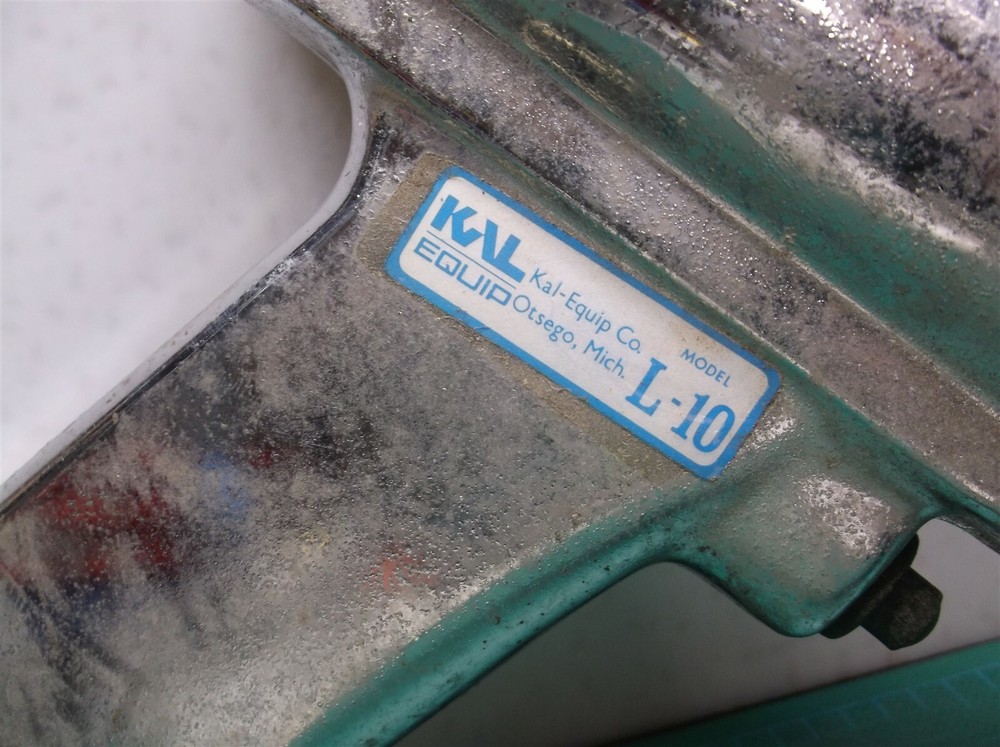 KAL
EQUIP
Kal-Equip Co.
Otsego, Mich.
MODEL
L-10